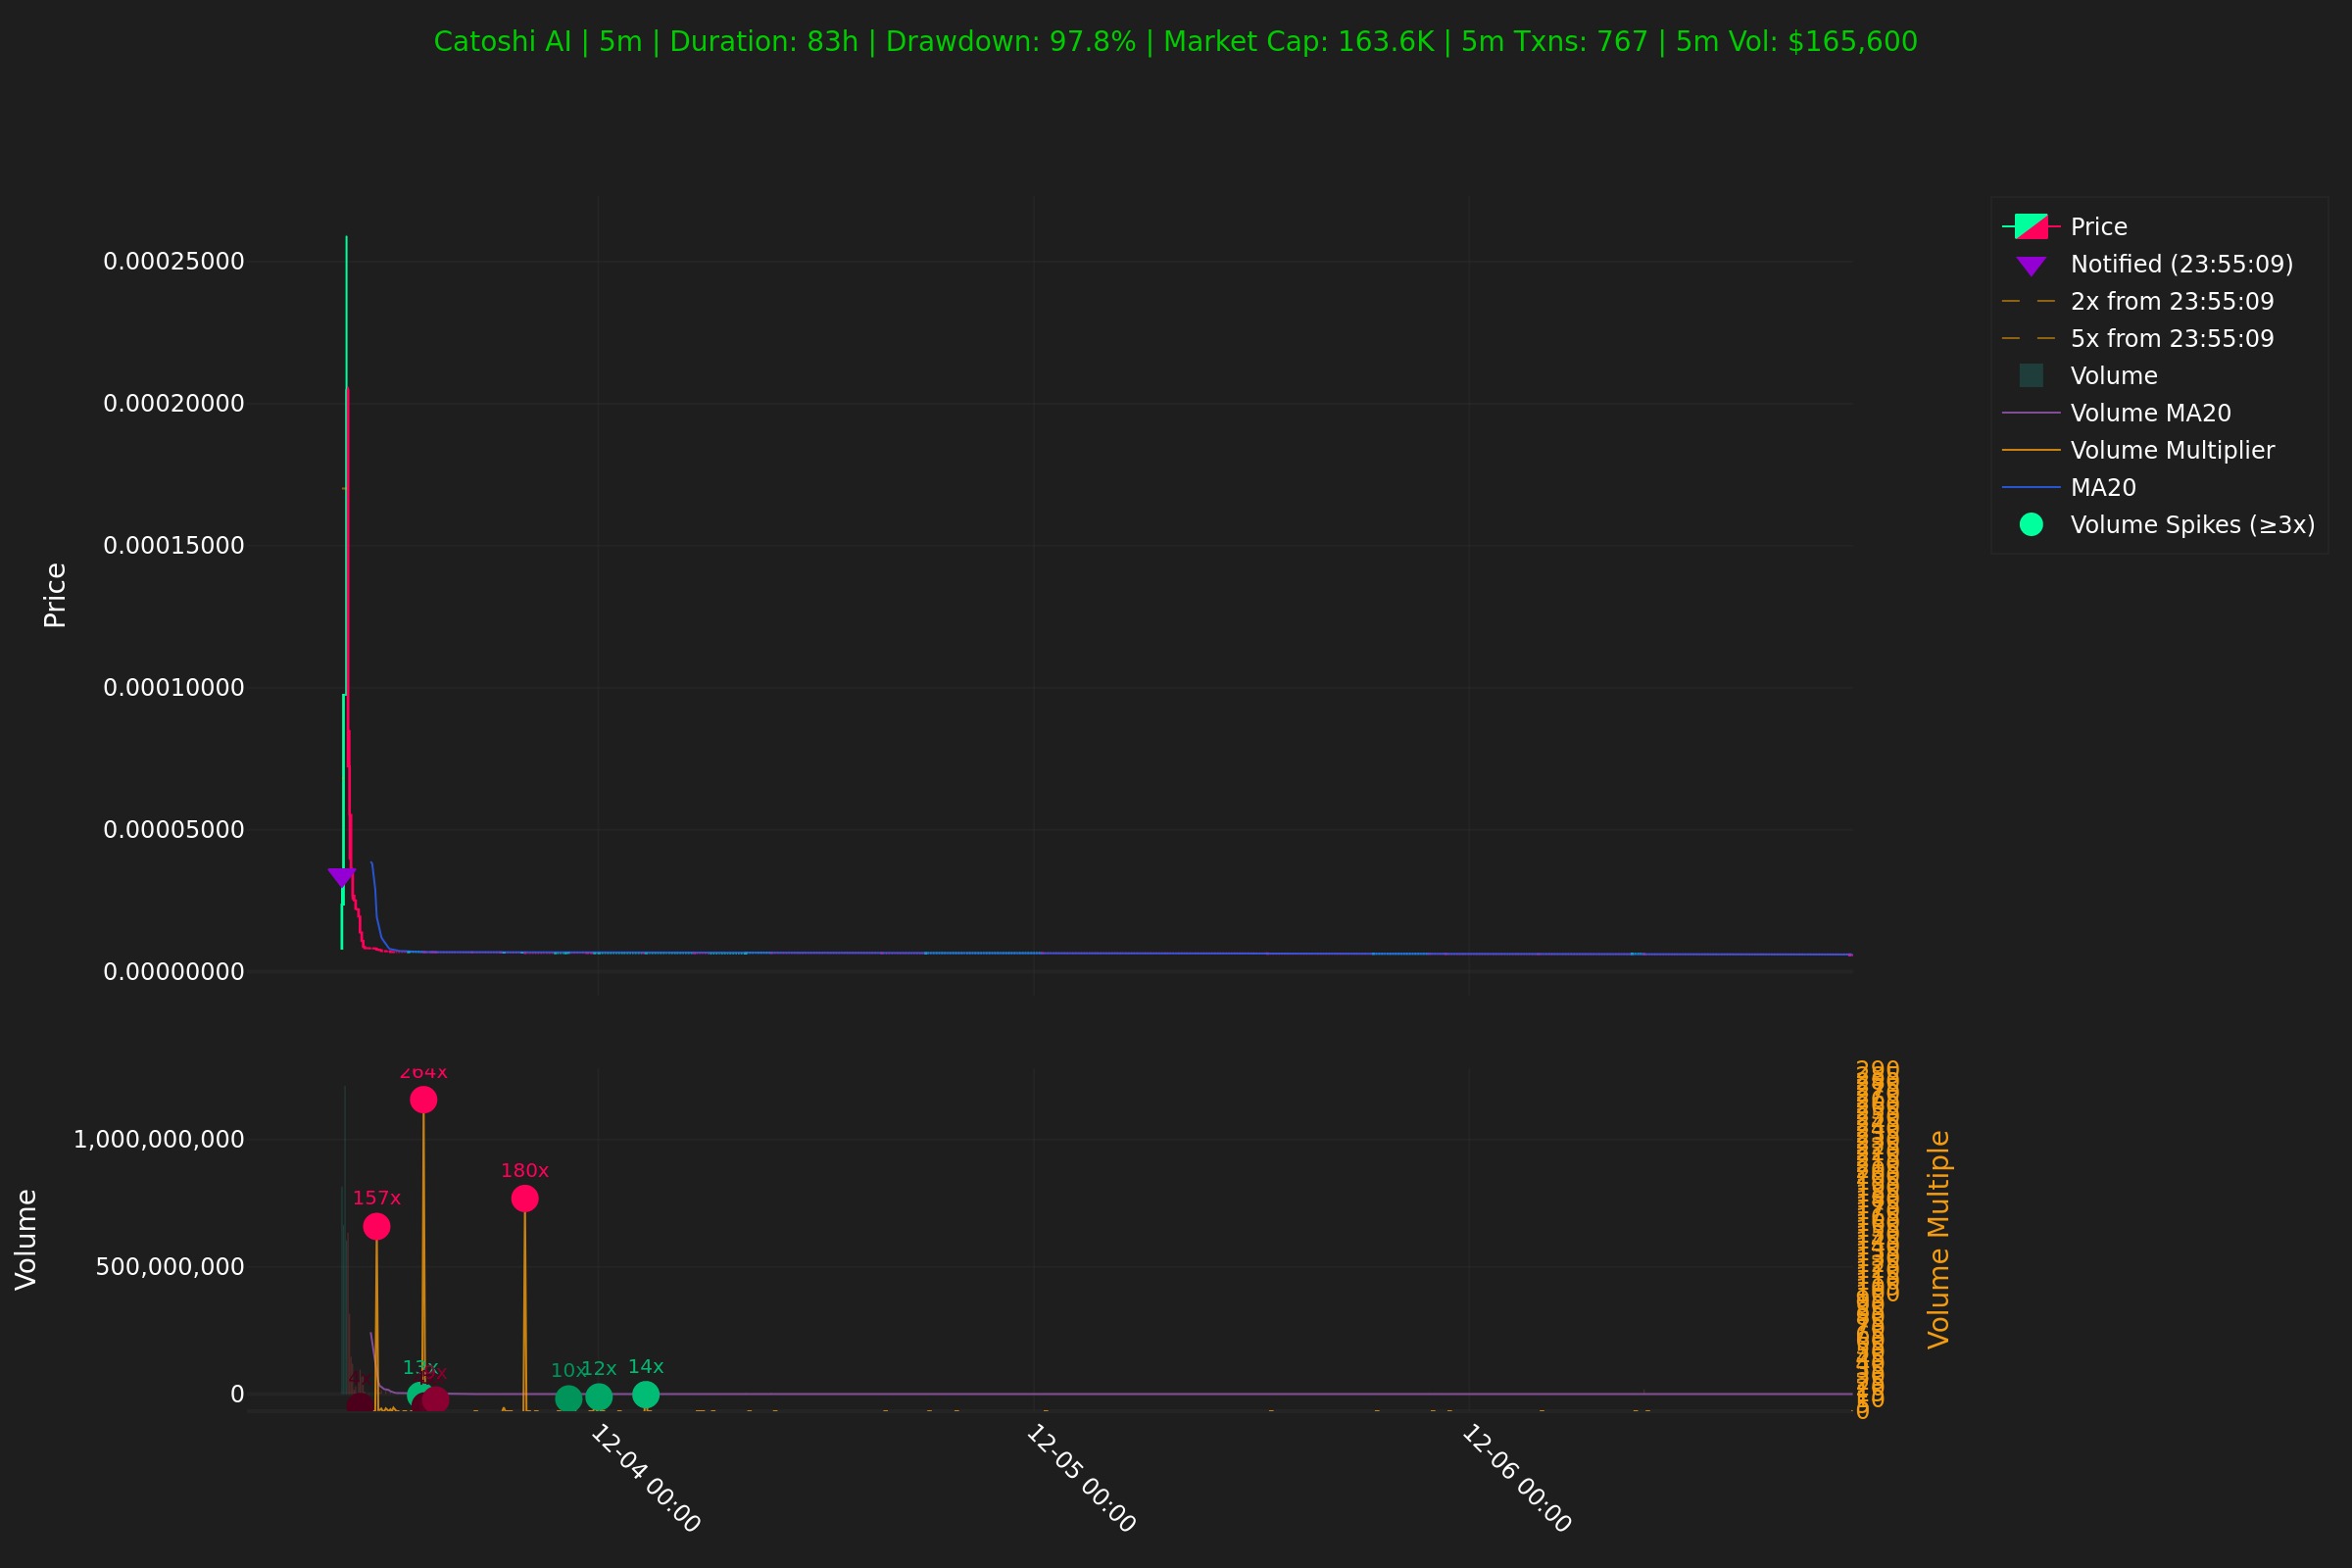 Catoshi AI | 5m | Duration: 83h | Drawdown: 97.8% | Market Cap: 163.6K | 5m Txns: 767 | 5m Vol: $165,600
Price
0.00025000
0.00020000
0.00015000
0.00010000
0.00005000
0.00000000
Price
Notified (23:55:09)
2x from 23:55:09
5x from 23:55:09
Volume
Volume MA20
Volume Multiplier
MA20
Volume Spikes (≥3x)
Volume
1,000,000,000
500,000,000
0
264x
180x
157x
13x
10x
12x
14x
Volume Multiple
12-04 00:00
12-05 00:00
12-06 00:00